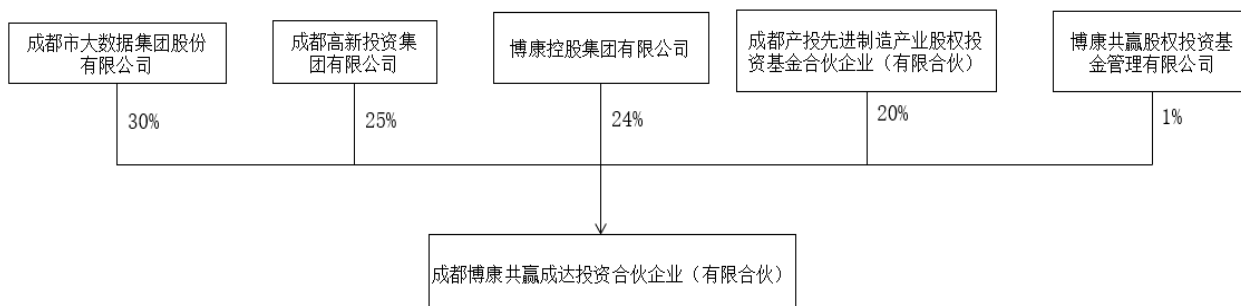 成都市大数据集团股份
有限公司
成都高新投资集
团有限公司
博康控股集团有限公司
成都产投先进制造产业股权投
资基金合伙企业（有限合伙）
博康共赢股权投资基
金管理有限公司
30%
25%
24%
20%
1%
成都博康共赢成达投资合伙企业（有限合伙）